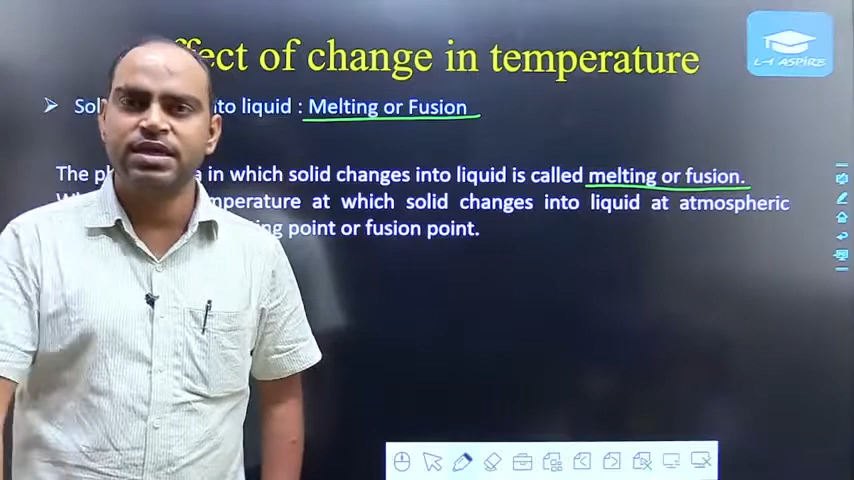 ffect of change in temperature
L-1 ASPIRE
➢ Sol into liquid : Melting or Fusion
The ph a in which solid changes into liquid is called melting or fusion.
mperature at which solid changes into liquid at atmospheric
ng point or fusion point.